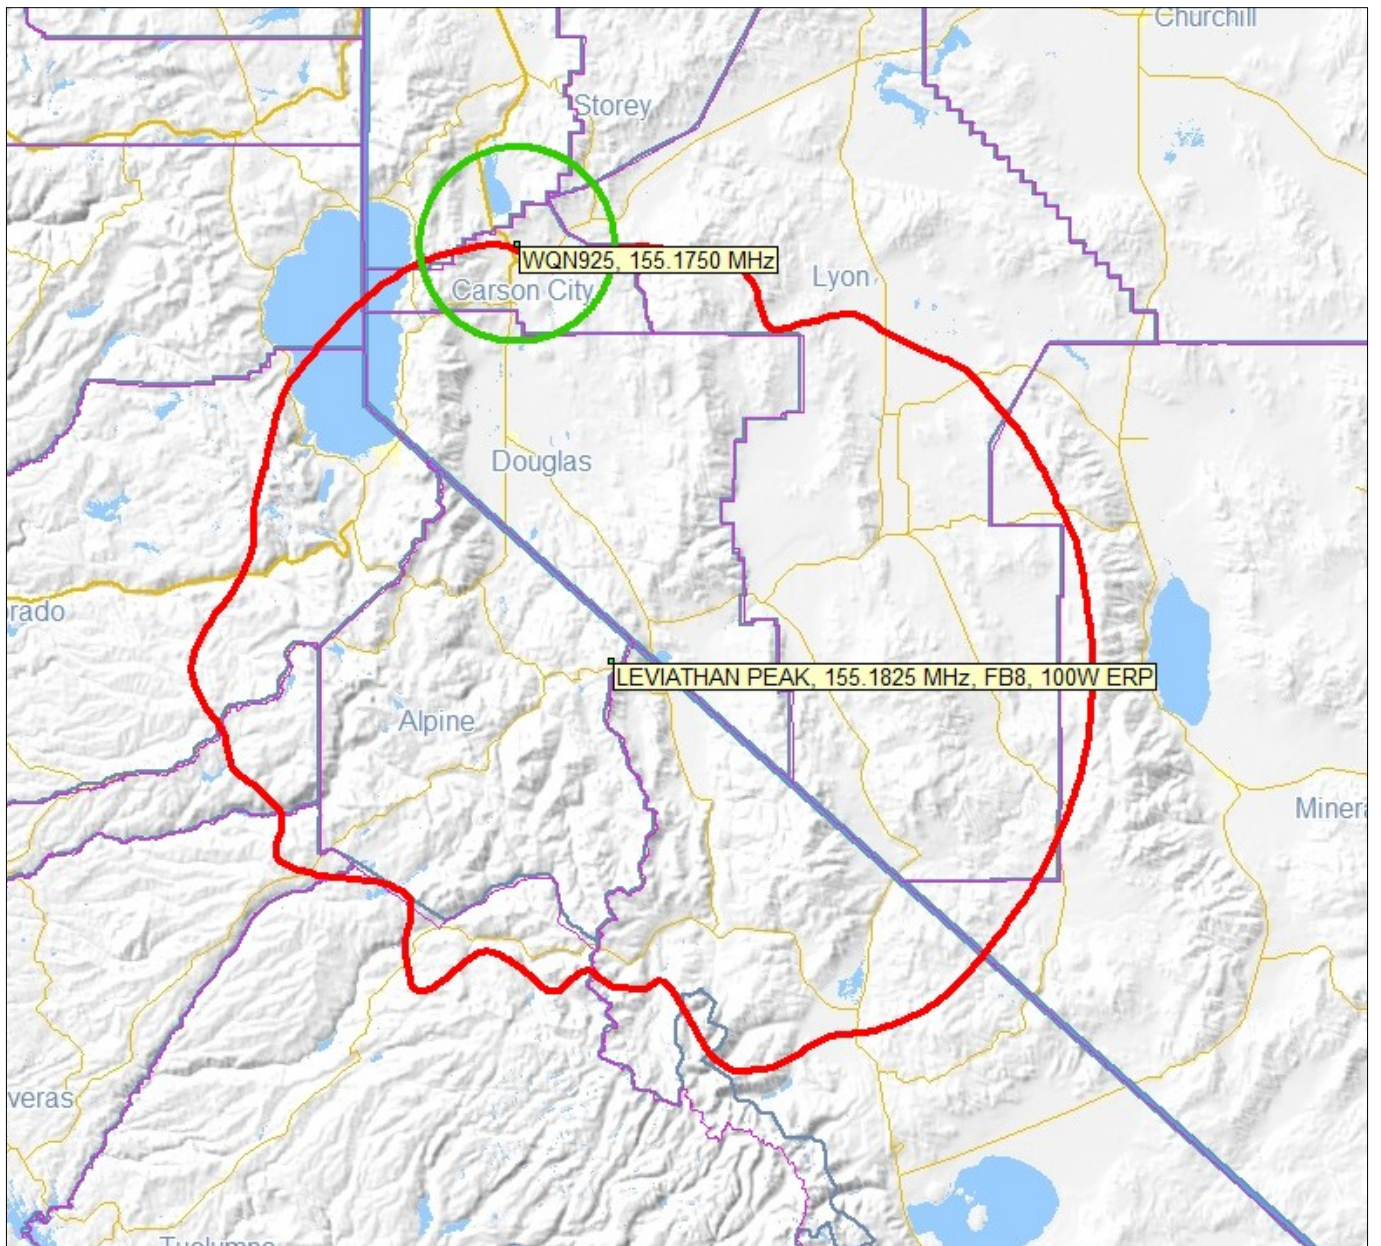 Churchill
Storey
WQN925, 155.1750 MHz
Lyon
Carson City
Douglas
rado
LEVIATHAN PEAK, 155.1825 MHz, FB8, 100W ERP
Alpine
Minera
veras
Tuolumne